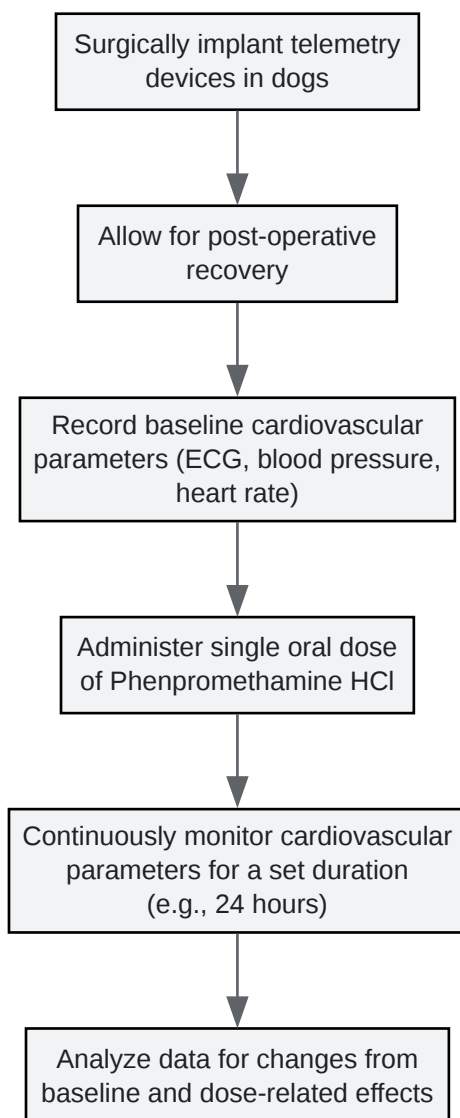 Surgically implant telemetry
devices in dogs
Allow for post-operative
recovery
Record baseline cardiovascular
parameters (ECG, blood pressure,
heart rate)
Administer single oral dose
of Phenpromethamine HCl
Continuously monitor cardiovascular
parameters for a set duration
(e.g., 24 hours)
Analyze data for changes from
baseline and dose-related effects